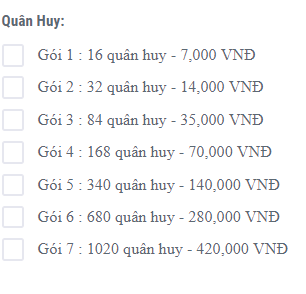 Quân Huy:
Gói 1 : 16 quân huy - 7,000 VNĐ
Gói 2 : 32 quân huy - 14,000 VNĐ
Gói 3 : 84 quân huy - 35,000 VNĐ
Gói 4 : 168 quân huy - 70,000 VNĐ
Gói 5 : 340 quân huy - 140,000 VNĐ
Gói 6 : 680 quân huy - 280,000 VNĐ
Gói 7 : 1020 quân huy - 420,000 VNĐ